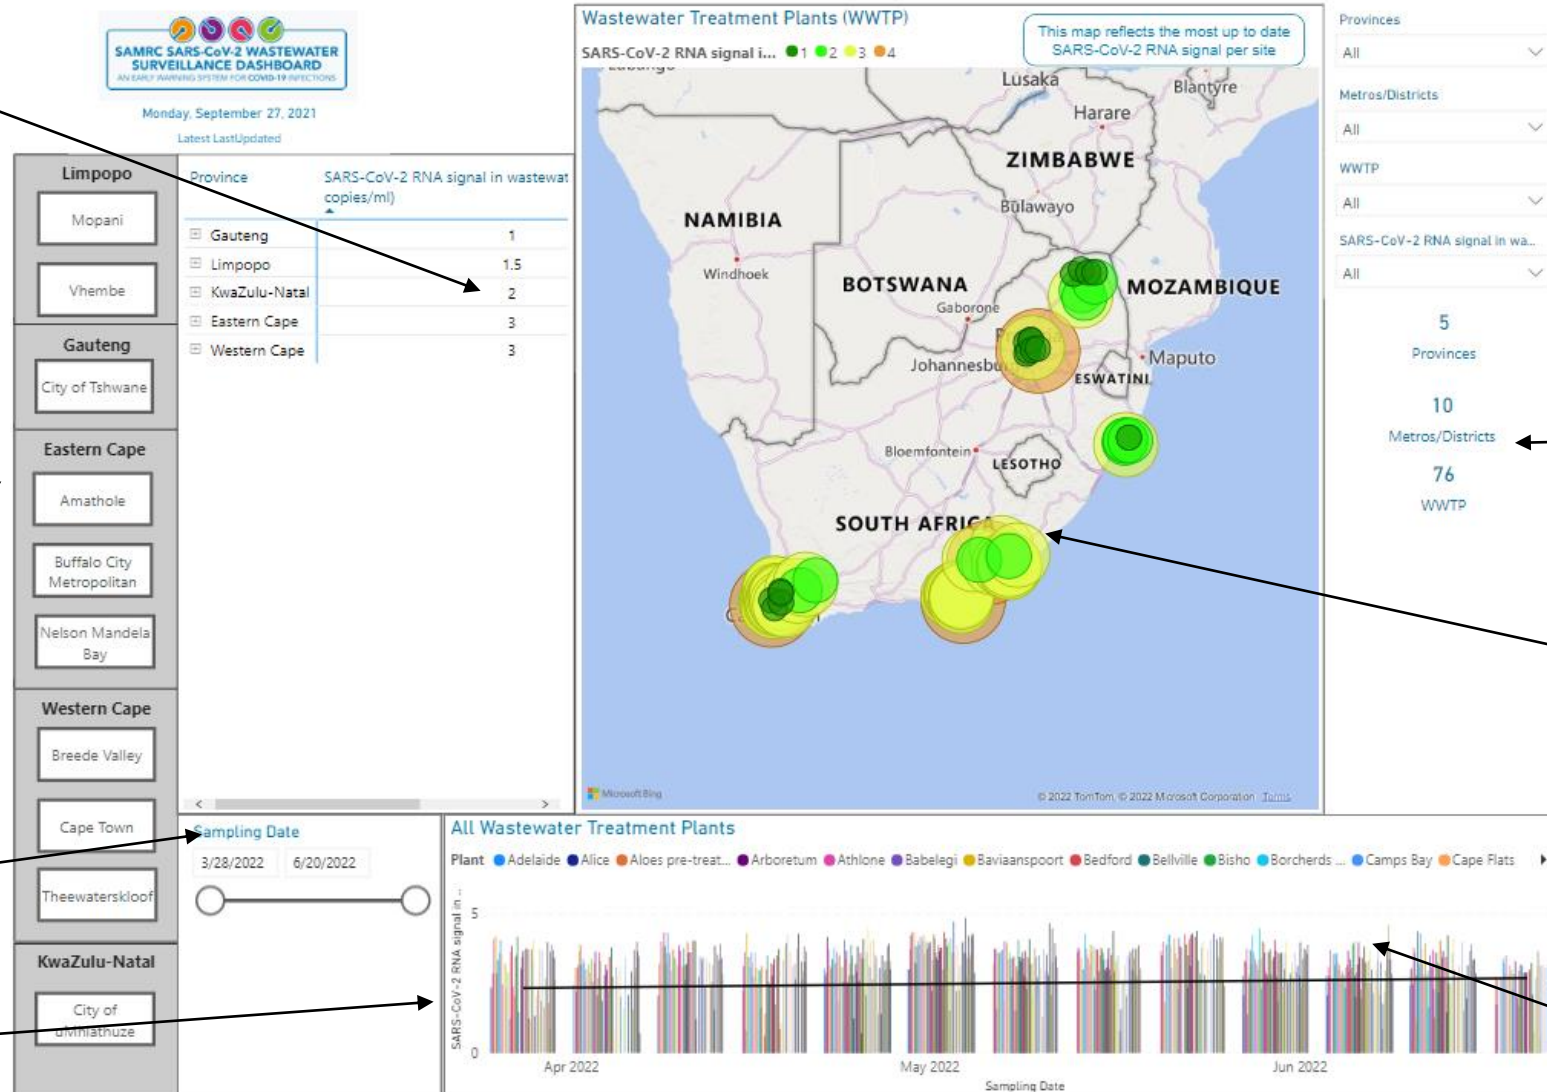 SAMRC SARS-CoV-2 WASTEWATER
SURVEILLANCE DASHBOARD
AN EARLY WARNING SYSTEM FOR COVID-19 INFECTIONS
Monday, September 27, 2021
Latest LastUpdated
Limpopo
Mopani
Vhembe
Gauteng
City of Tshwane
Eastern Cape
Amathole
Buffalo City
Metropolitan
Nelson Mandela
Bay
Western Cape
Breede Valley
Cape Town
Theewaterskloof
KwaZulu-Natal
City of
uMhlathuze
Province SARS-CoV-2 RNA signal in wastewat
copies/ml)
Gauteng 1
Limpopo 1.5
KwaZulu-Natal 2
Eastern Cape 3
Western Cape 3
Sampling Date
3/28/2022 6/20/2022
Wastewater Treatment Plants (WWTP)
SARS-CoV-2 RNA signal i... 1 2 3 4
This map reflects the most up to date
SARS-CoV-2 RNA signal per site
Lusaka
Blantyre
Harare
ZIMBABWE
Bulawayo
NAMIBIA
Windhoek
BOTSWANA
MOZAMBIQUE
Gaborone
Johannesbu
Maputo
ESWATINI
Bloemfontein
LESOTHO
SOUTH AFRICA
Microsoft Bing
© 2022 TomTom, © 2022 Microsoft Corporation Terms
Provinces
All
Metros/Districts
All
WWTP
All
SARS-CoV-2 RNA signal in wa...
All
5
Provinces
10
Metros/Districts
76
WWTP
All Wastewater Treatment Plants
Plant Adelaide Alice Aloes pre-treat... Arboretum Athlone Babelegi Baviaanspoort Bedford Bellville Bisho Borcherds ... Camps Bay Cape Flats
SARS-CoV-2 RNA signal in ...
5
0
Apr 2022 May 2022 Jun 2022
Sampling Date